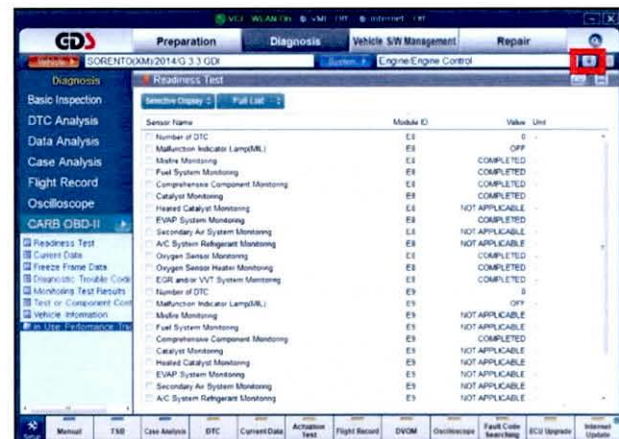 VCI WLAN On VMI Off Internet Off
GDS Preparation Diagnosis Vehicle S/W Management Repair
Vehicle SORENTO(XM)/2014/G 3.3 GDI System Engine/Engine Control
Diagnosis
Basic Inspection
DTC Analysis
Data Analysis
Case Analysis
Flight Record
Oscilloscope
CARB OBD-II
Readiness Test
Current Data
Freeze Frame Data
Diagnostic Trouble Code
Monitoring Test Results
Test or Component Cont
Vehicle Information
In Use Performance Trac
Readiness Test
Selective Display Full List
Sensor Name Module ID Value Unit
Number of DTC E8 0 -
Malfunction Indicator Lamp(MIL) E8 OFF -
Misfire Monitoring E8 COMPLETED -
Fuel System Monitoring E8 COMPLETED -
Comprehensive Component Monitoring E8 COMPLETED -
Catalyst Monitoring E8 COMPLETED -
Heated Catalyst Monitoring E8 NOT APPLICABLE -
EVAP System Monitoring E8 COMPLETED -
Secondary Air System Monitoring E8 NOT APPLICABLE -
A/C System Refrigerant Monitoring E8 NOT APPLICABLE -
Oxygen Sensor Monitoring E8 COMPLETED -
Oxygen Sensor Heater Monitoring E8 COMPLETED -
EGR and/or VVT System Monitoring E8 COMPLETED -
Number of DTC E9 0 -
Malfunction Indicator Lamp(MIL) E9 OFF -
Misfire Monitoring E9 NOT APPLICABLE -
Fuel System Monitoring E9 NOT APPLICABLE -
Comprehensive Component Monitoring E9 COMPLETED -
Catalyst Monitoring E9 NOT APPLICABLE -
Heated Catalyst Monitoring E9 NOT APPLICABLE -
EVAP System Monitoring E9 NOT APPLICABLE -
Secondary Air System Monitoring E9 NOT APPLICABLE -
A/C System Refrigerant Monitoring E9 NOT APPLICABLE -
Setup Manual TSB Case Analysis DTC Current Data Actuation Test Flight Record DVOM Oscilloscope Fault Code Searching ECU Upgrade Internet Update